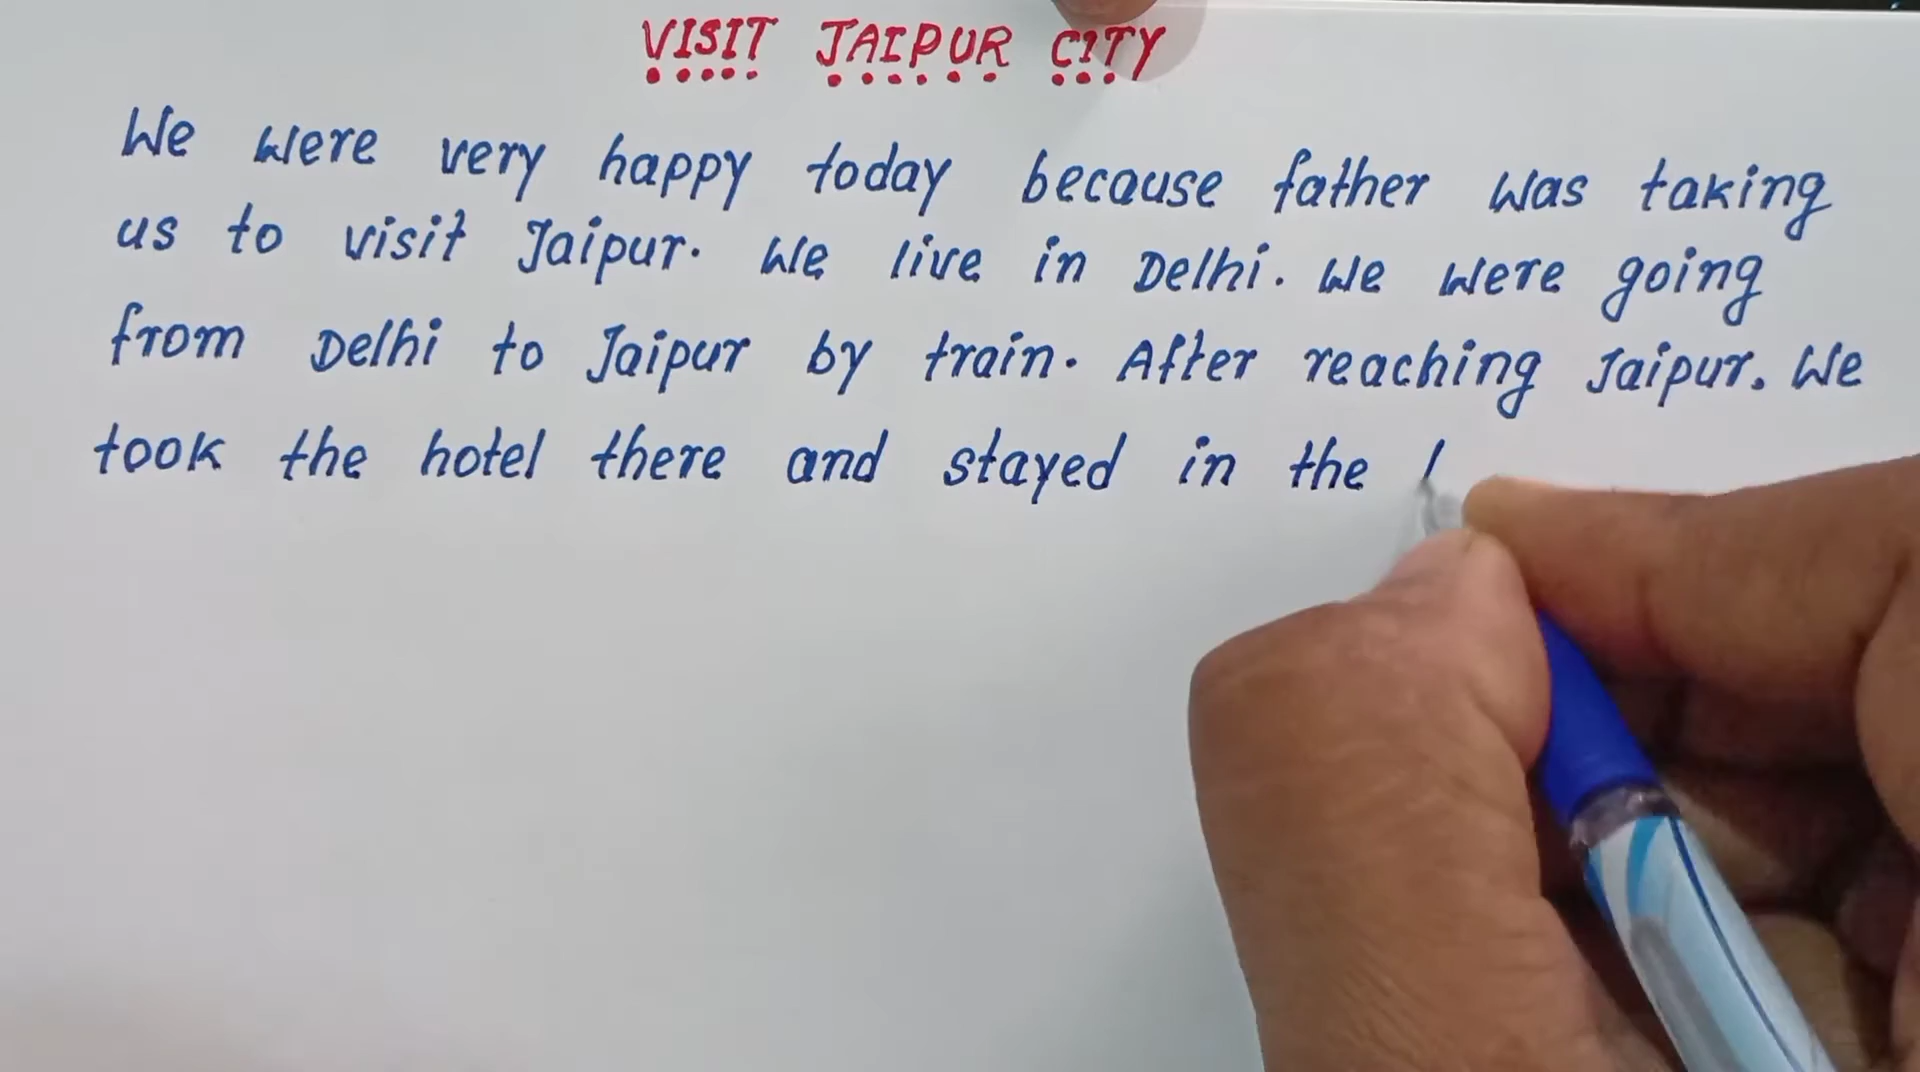 VISIT JAIPUR CITY
We were very happy today because father was taking
us to visit Jaipur. We live in Delhi. We were going
from Delhi to Jaipur by train. After reaching Jaipur. We
took the hotel there and stayed in the